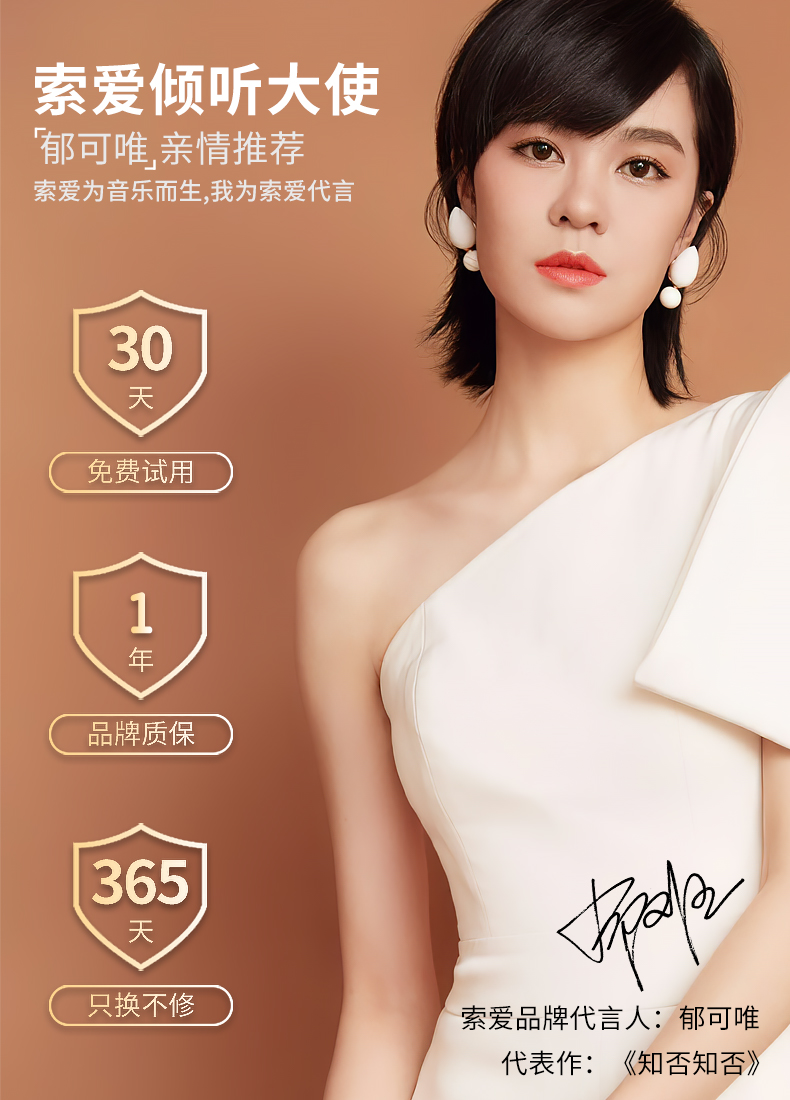 索爱倾听大使
「郁可唯」亲情推荐
索爱为音乐而生,我为索爱代言
30
天
免费试用
1
年
品牌质保
365
天
只换不修
郁可唯
索爱品牌代言人：郁可唯
代表作：《知否知否》